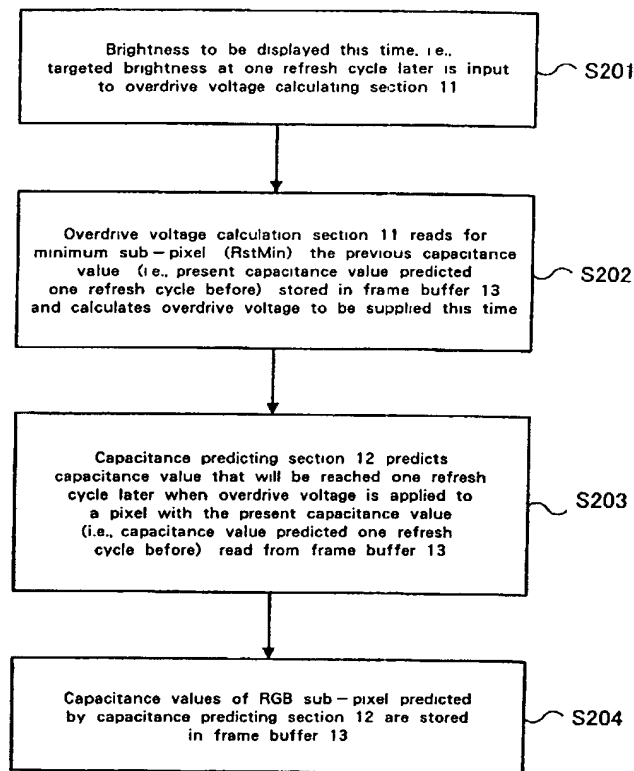 Brightness to be displayed this time, i.e.,
targeted brightness at one refresh cycle later is input
to overdrive voltage calculating section 11
S201
Overdrive voltage calculation section 11 reads for
minimum sub-pixel (RstMin) the previous capacitance
value (i.e., present capacitance value predicted
one refresh cycle before) stored in frame buffer 13
and calculates overdrive voltage to be supplied this time
S202
Capacitance predicting section 12 predicts
capacitance value that will be reached one refresh
cycle later when overdrive voltage is applied to
a pixel with the present capacitance value
(i.e., capacitance value predicted one refresh
cycle before) read from frame buffer 13
S203
Capacitance values of RGB sub-pixel predicted
by capacitance predicting section 12 are stored
in frame buffer 13
S204